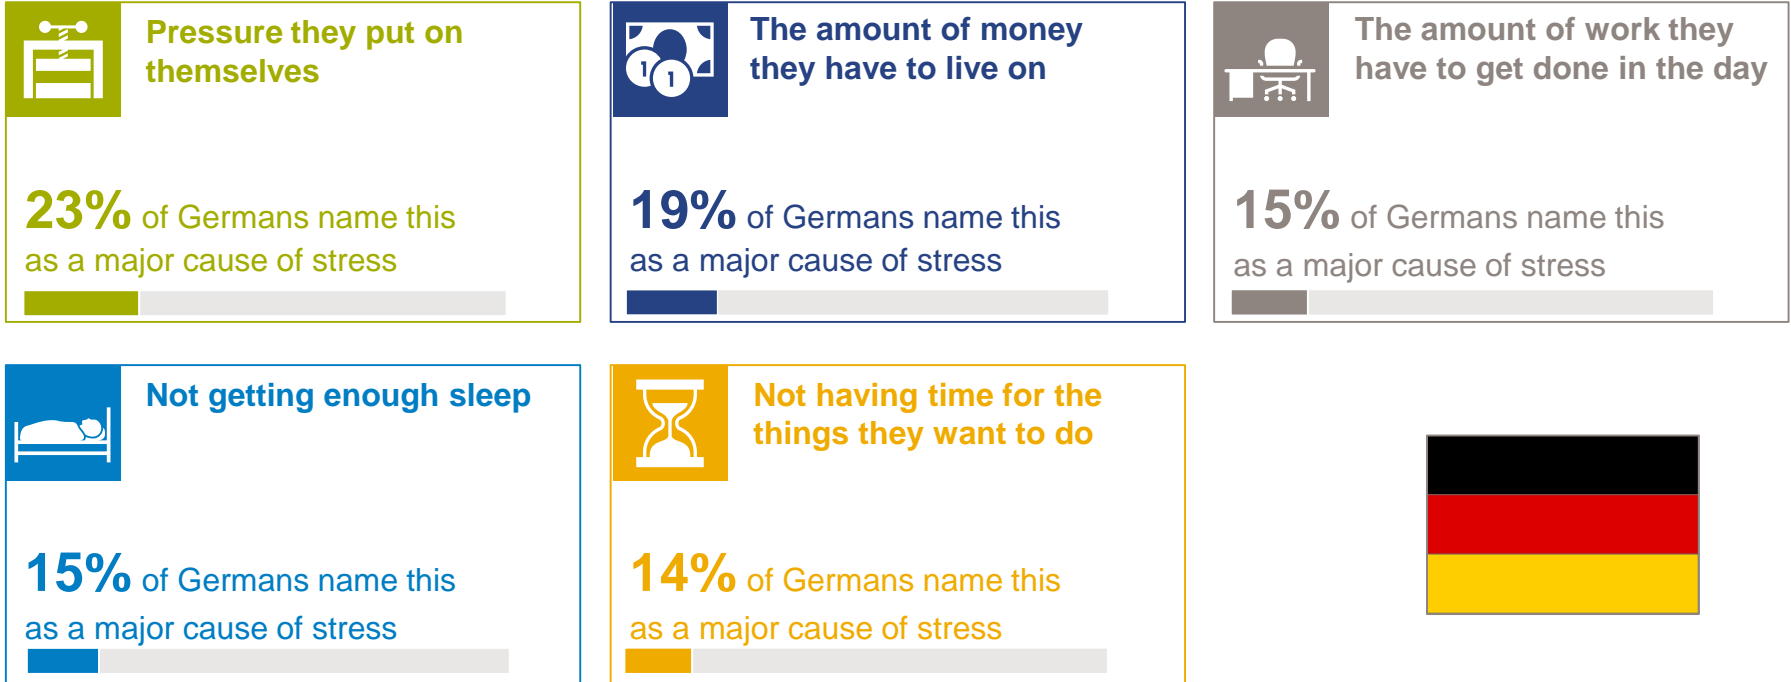 Pressure they put on
themselves
23% of Germans name this
as a major cause of stress
The amount of money
they have to live on
1 1
19% of Germans name this
as a major cause of stress
The amount of work they
have to get done in the day
15% of Germans name this
as a major cause of stress
Not getting enough sleep
15% of Germans name this
as a major cause of stress
Not having time for the
things they want to do
14% of Germans name this
as a major cause of stress